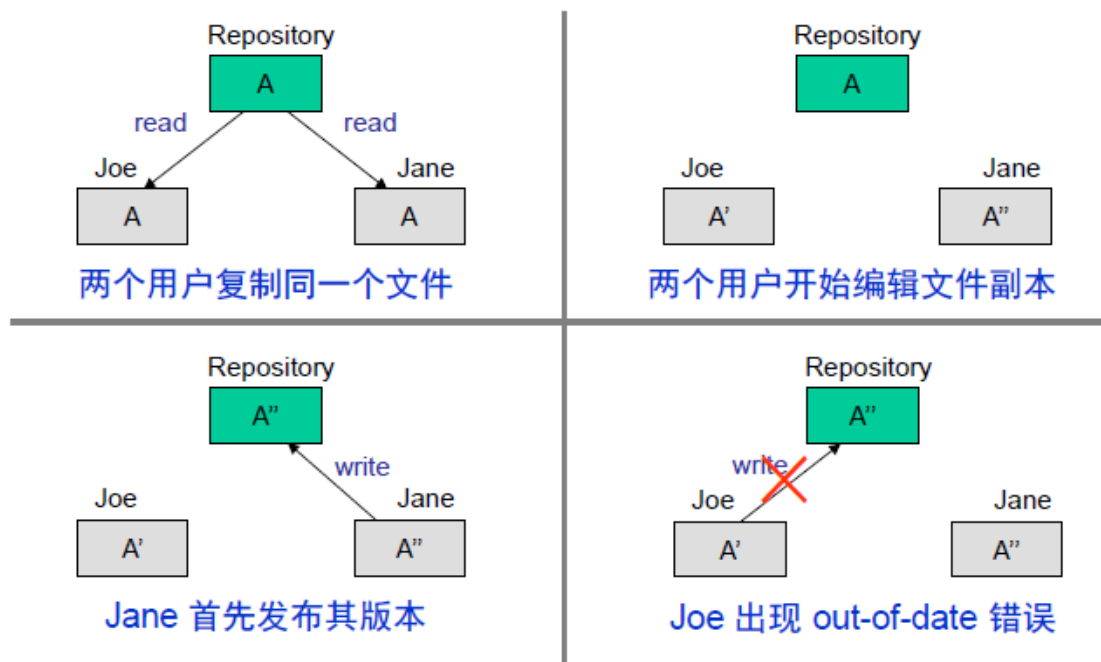 Repository
A
read read
Joe Jane
A A
两个用户复制同一个文件
Repository
A
Joe Jane
A' A”
两个用户开始编辑文件副本
Repository
A”
write
Joe Jane
A' A”
Jane 首先发布其版本
Repository
A”
write
Joe Jane
A' A”
Joe 出现 out-of-date 错误